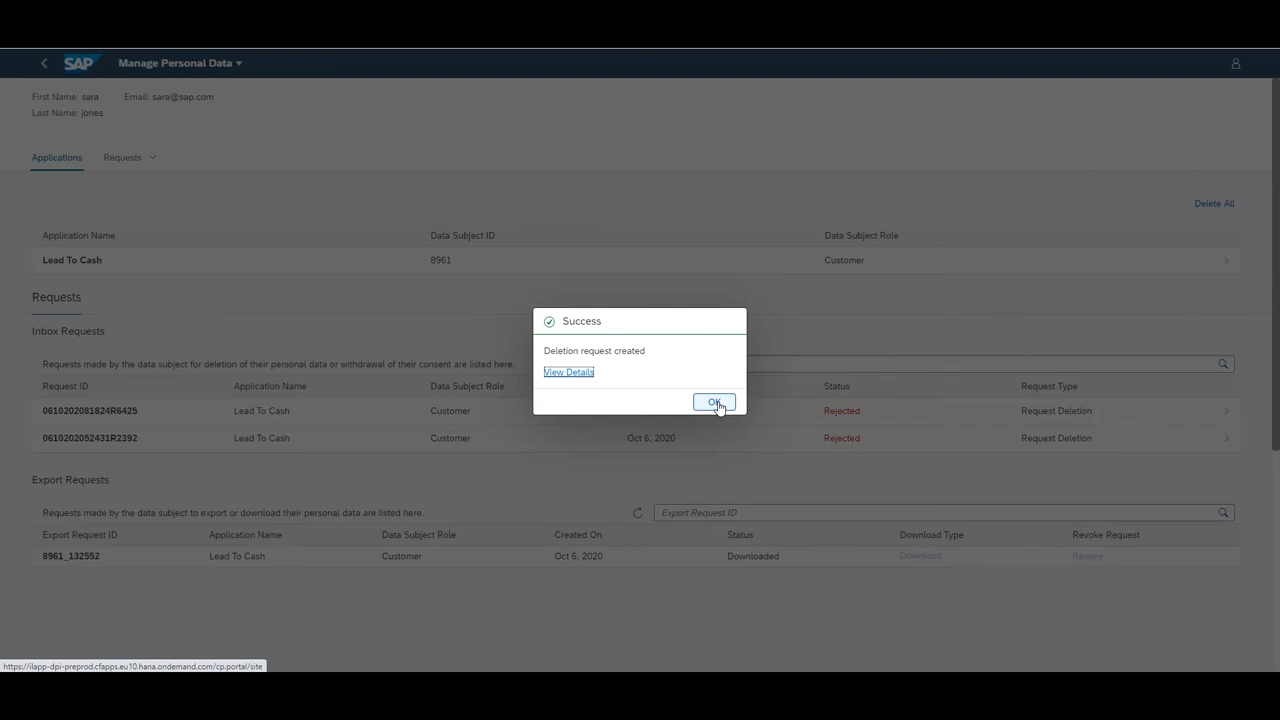 SAP Manage Personal Data
First Name: sara Email: sara@sap.com
Last Name: jones
Applications Requests
Delete All
Application Name Data Subject ID Data Subject Role
Lead To Cash 8961 Customer
Requests
Inbox Requests
Requests made by the data subject for deletion of their personal data or withdrawal of their consent are listed here.
Request ID Application Name Data Subject Role Status Request Type
0610202081824R6425 Lead To Cash Customer Rejected Request Deletion
0610202052431R2392 Lead To Cash Customer Oct 6, 2020 Rejected Request Deletion
Success
Deletion request created
View Details
OK
Export Requests
Requests made by the data subject to export or download their personal data are listed here. Export Request ID
Export Request ID Application Name Data Subject Role Created On Status Download Type Revoke Request
8961_132552 Lead To Cash Customer Oct 6, 2020 Downloaded Download Revoke
https://ilapp-dpi-preprod.cfapps.eu10.hana.ondemand.com/cp.portal/site